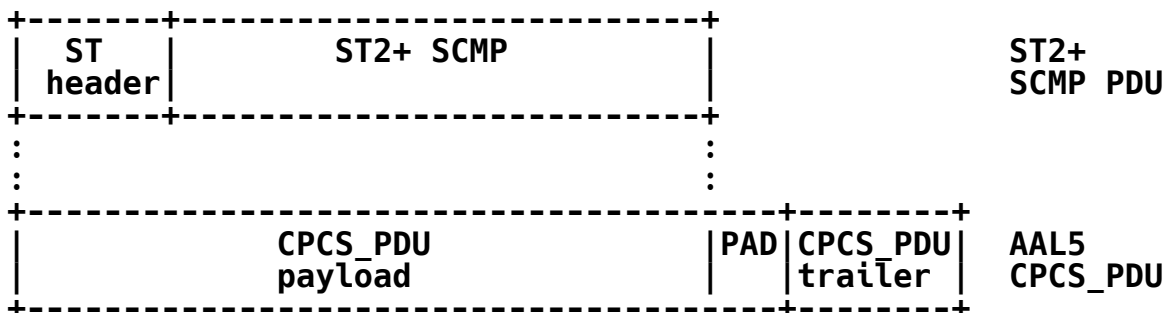 +-------+---------------------------+
|  ST   |        ST2+ SCMP          |               ST2+
| header|                           |               SCMP PDU
+-------+---------------------------+
:                                   :
:                                   :
+---------------------------------------+--------+
|             CPCS_PDU              |PAD|CPCS_PDU|  AAL5
|             payload               |   |trailer |  CPCS_PDU
+---------------------------------------+--------+